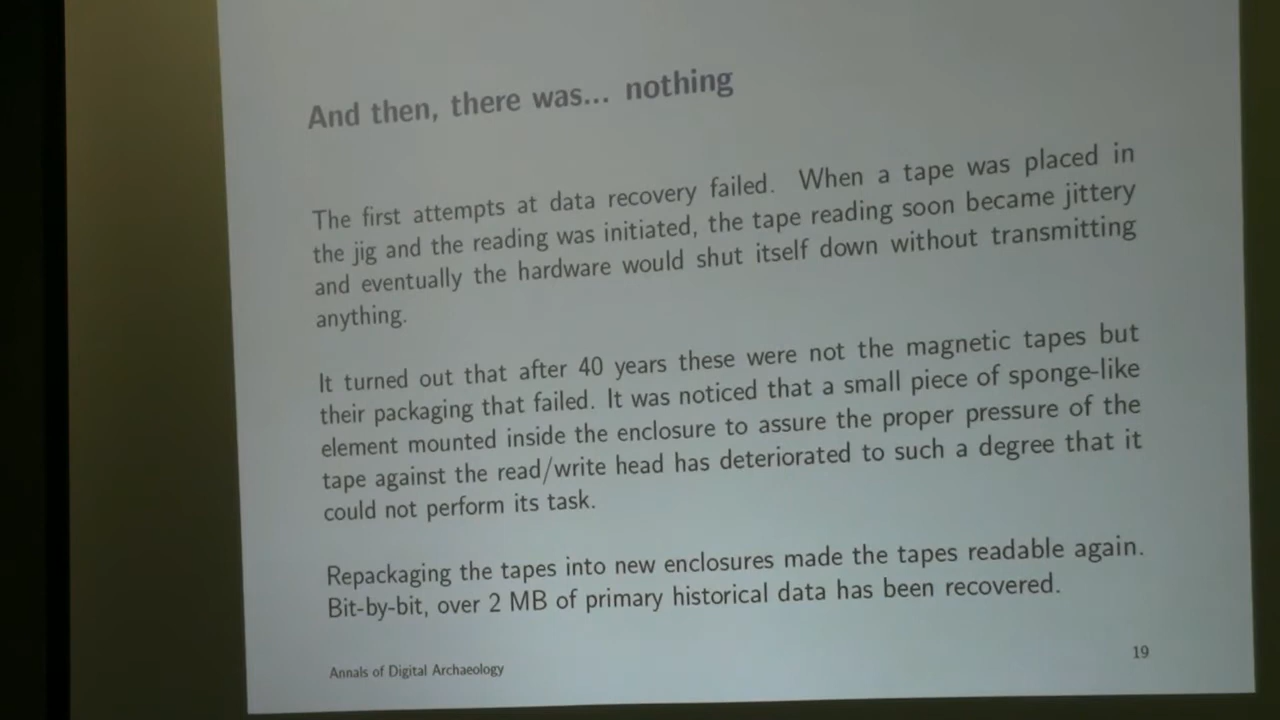 And then, there was... nothing
The first attempts at data recovery failed. When a tape was placed in
the jig and the reading was initiated, the tape reading soon became jittery
and eventually the hardware would shut itself down without transmitting
anything.
It turned out that after 40 years these were not the magnetic tapes but
their packaging that failed. It was noticed that a small piece of sponge-like
element mounted inside the enclosure to assure the proper pressure of the
tape against the read/write head has deteriorated to such a degree that it
could not perform its task.
Repackaging the tapes into new enclosures made the tapes readable again.
Bit-by-bit, over 2 MB of primary historical data has been recovered.
Annals of Digital Archaeology
19